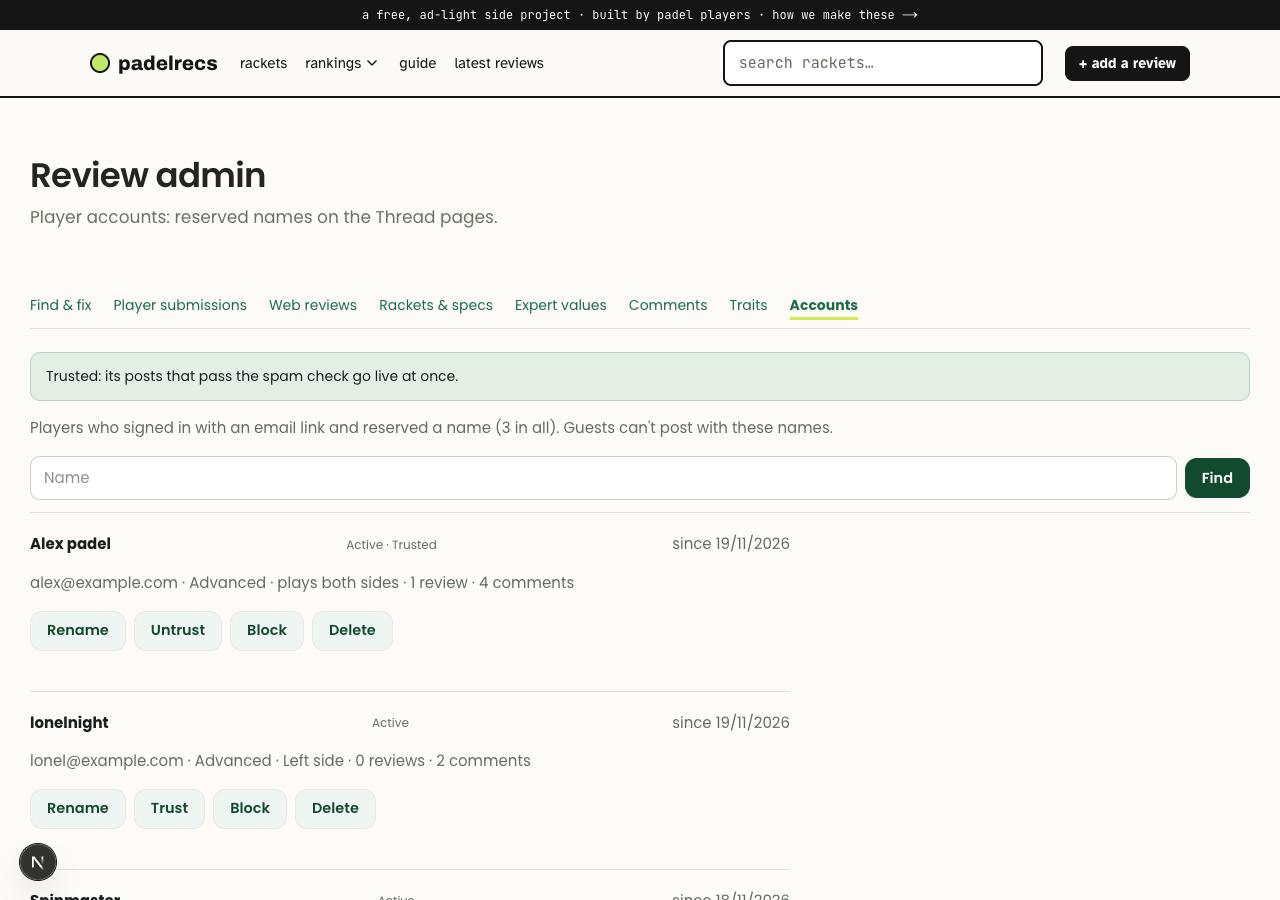 a free, ad-light side project · built by padel players · how we make these ⟶
padelrecs
rackets
rankings
guide
latest reviews
search rackets…
+ add a review
Review admin
Player accounts: reserved names on the Thread pages.
Find & fix
Player submissions
Web reviews
Rackets & specs
Expert values
Comments
Traits
Accounts
Trusted: its posts that pass the spam check go live at once.
Players who signed in with an email link and reserved a name (3 in all). Guests can't post with these names.
Name
Find
Alex padel
Active · Trusted
since 19/11/2026
alex@example.com · Advanced · plays both sides · 1 review · 4 comments
Rename
Untrust
Block
Delete
lonelnight
Active
since 19/11/2026
lonel@example.com · Advanced · Left side · 0 reviews · 2 comments
Rename
Trust
Block
Delete
N
Spinmaster
Active
since 18/11/2026